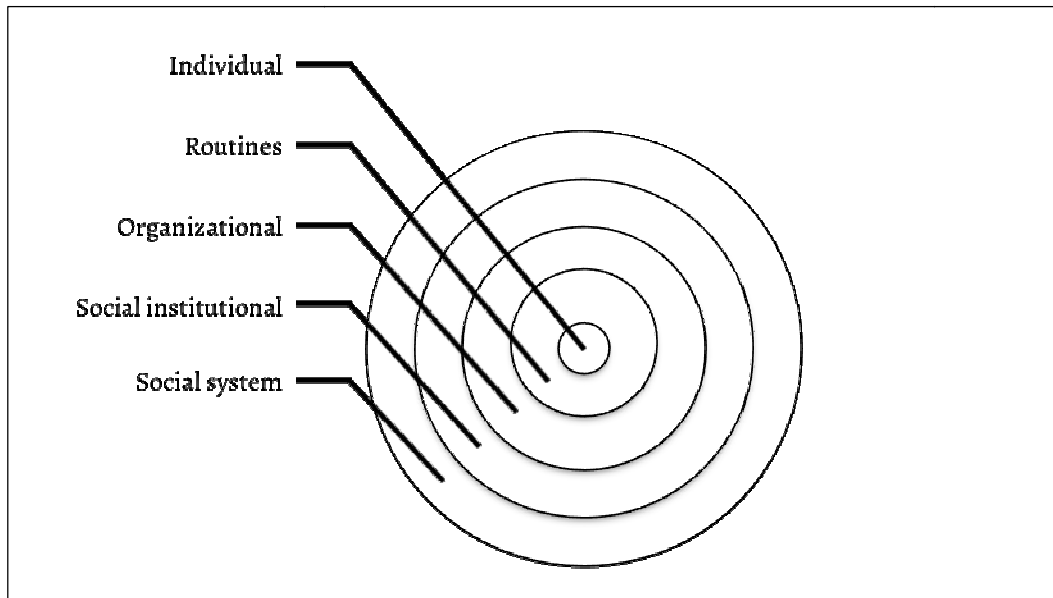 Individual
Routines
Organizational
Social institutional
Social system